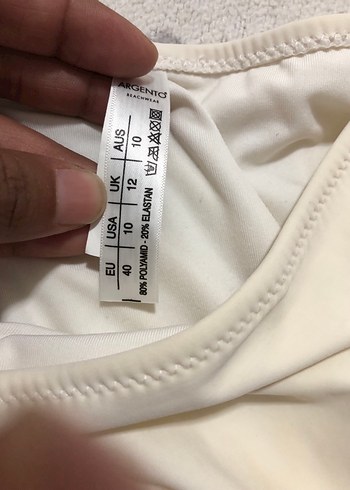 ARGENTO
BEACHWEAR
EU | USA | UK | AUS
40 | 10 | 12 | 10
80% POLYAMID - 20% ELASTAN